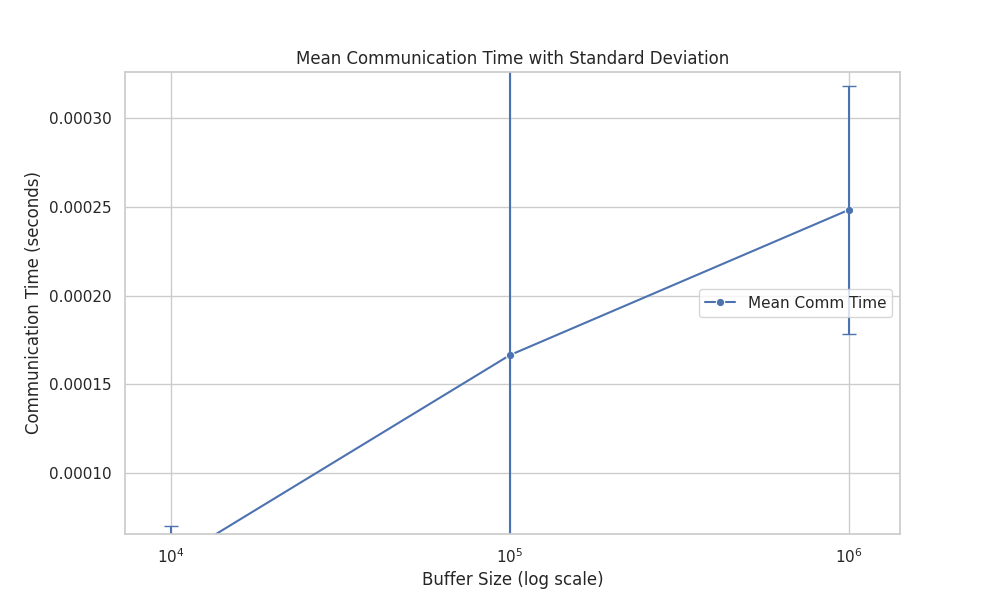 Mean Communication Time with Standard Deviation
Communication Time (seconds)
0.00030
0.00025
0.00020
0.00015
0.00010
Mean Comm Time
10⁴
10⁵
10⁶
Buffer Size (log scale)